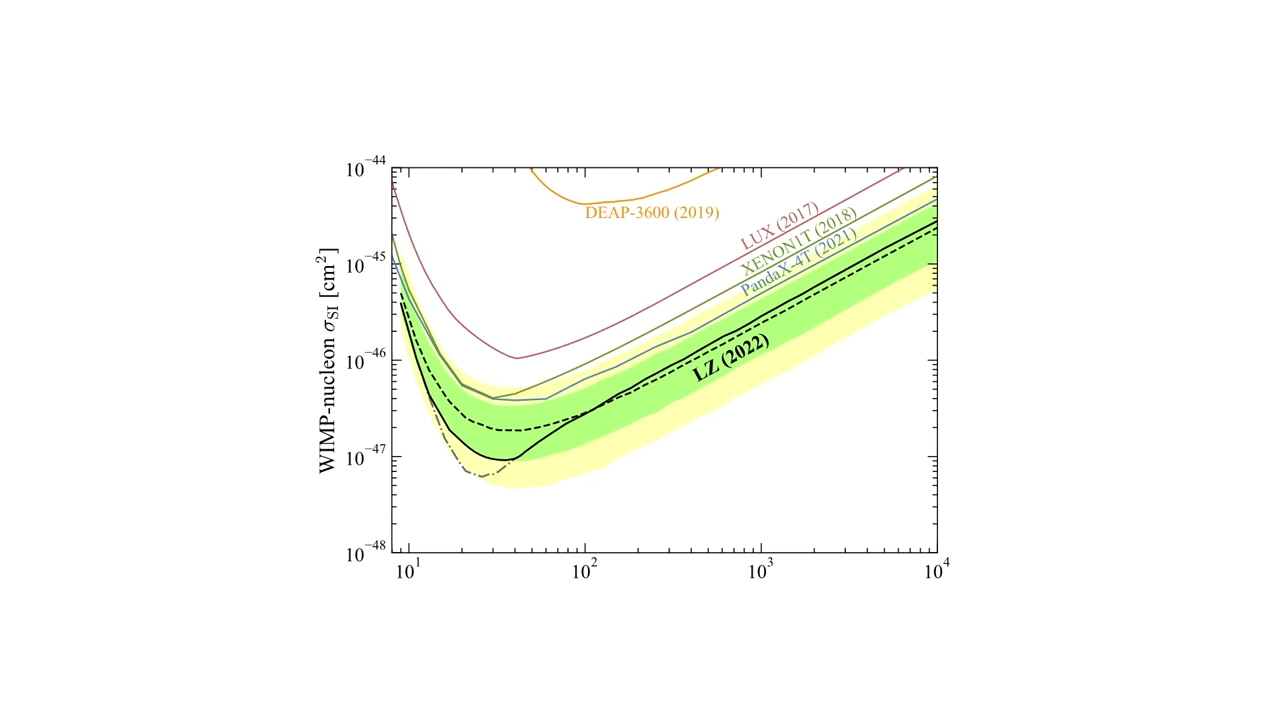 10⁻⁴⁴
10⁻⁴⁵
10⁻⁴⁶
10⁻⁴⁷
10⁻⁴⁸
WIMP-nucleon σSI [cm²]
DEAP-3600 (2019)
LUX (2017)
XENON1T (2018)
PandaX-4T (2021)
LZ (2022)
10¹ 10² 10³ 10⁴